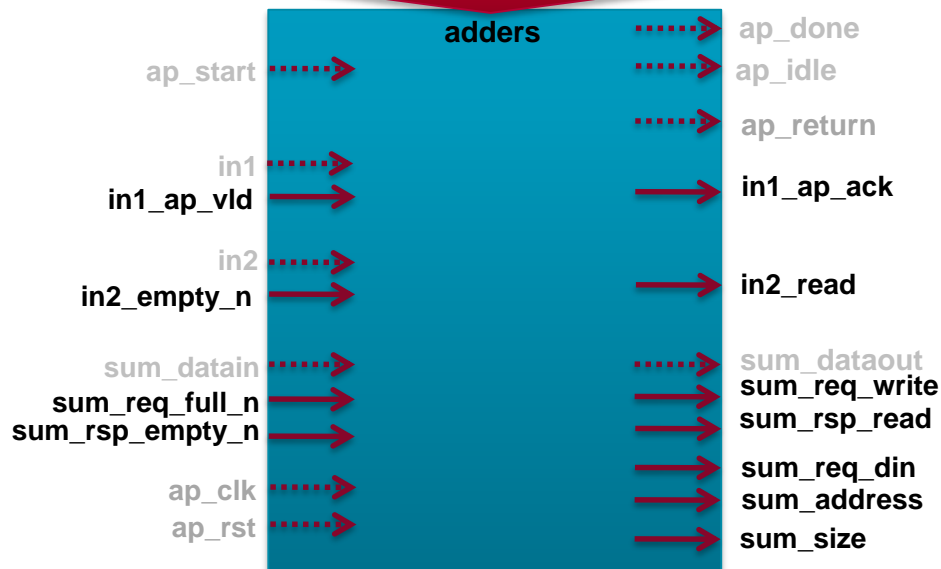 adders
ap_start
in1
in1_ap_vld
in2
in2_empty_n
sum_datain
sum_req_full_n
sum_rsp_empty_n
ap_clk
ap_rst
ap_done
ap_idle
ap_return
in1_ap_ack
in2_read
sum_dataout
sum_req_write
sum_rsp_read
sum_req_din
sum_address
sum_size